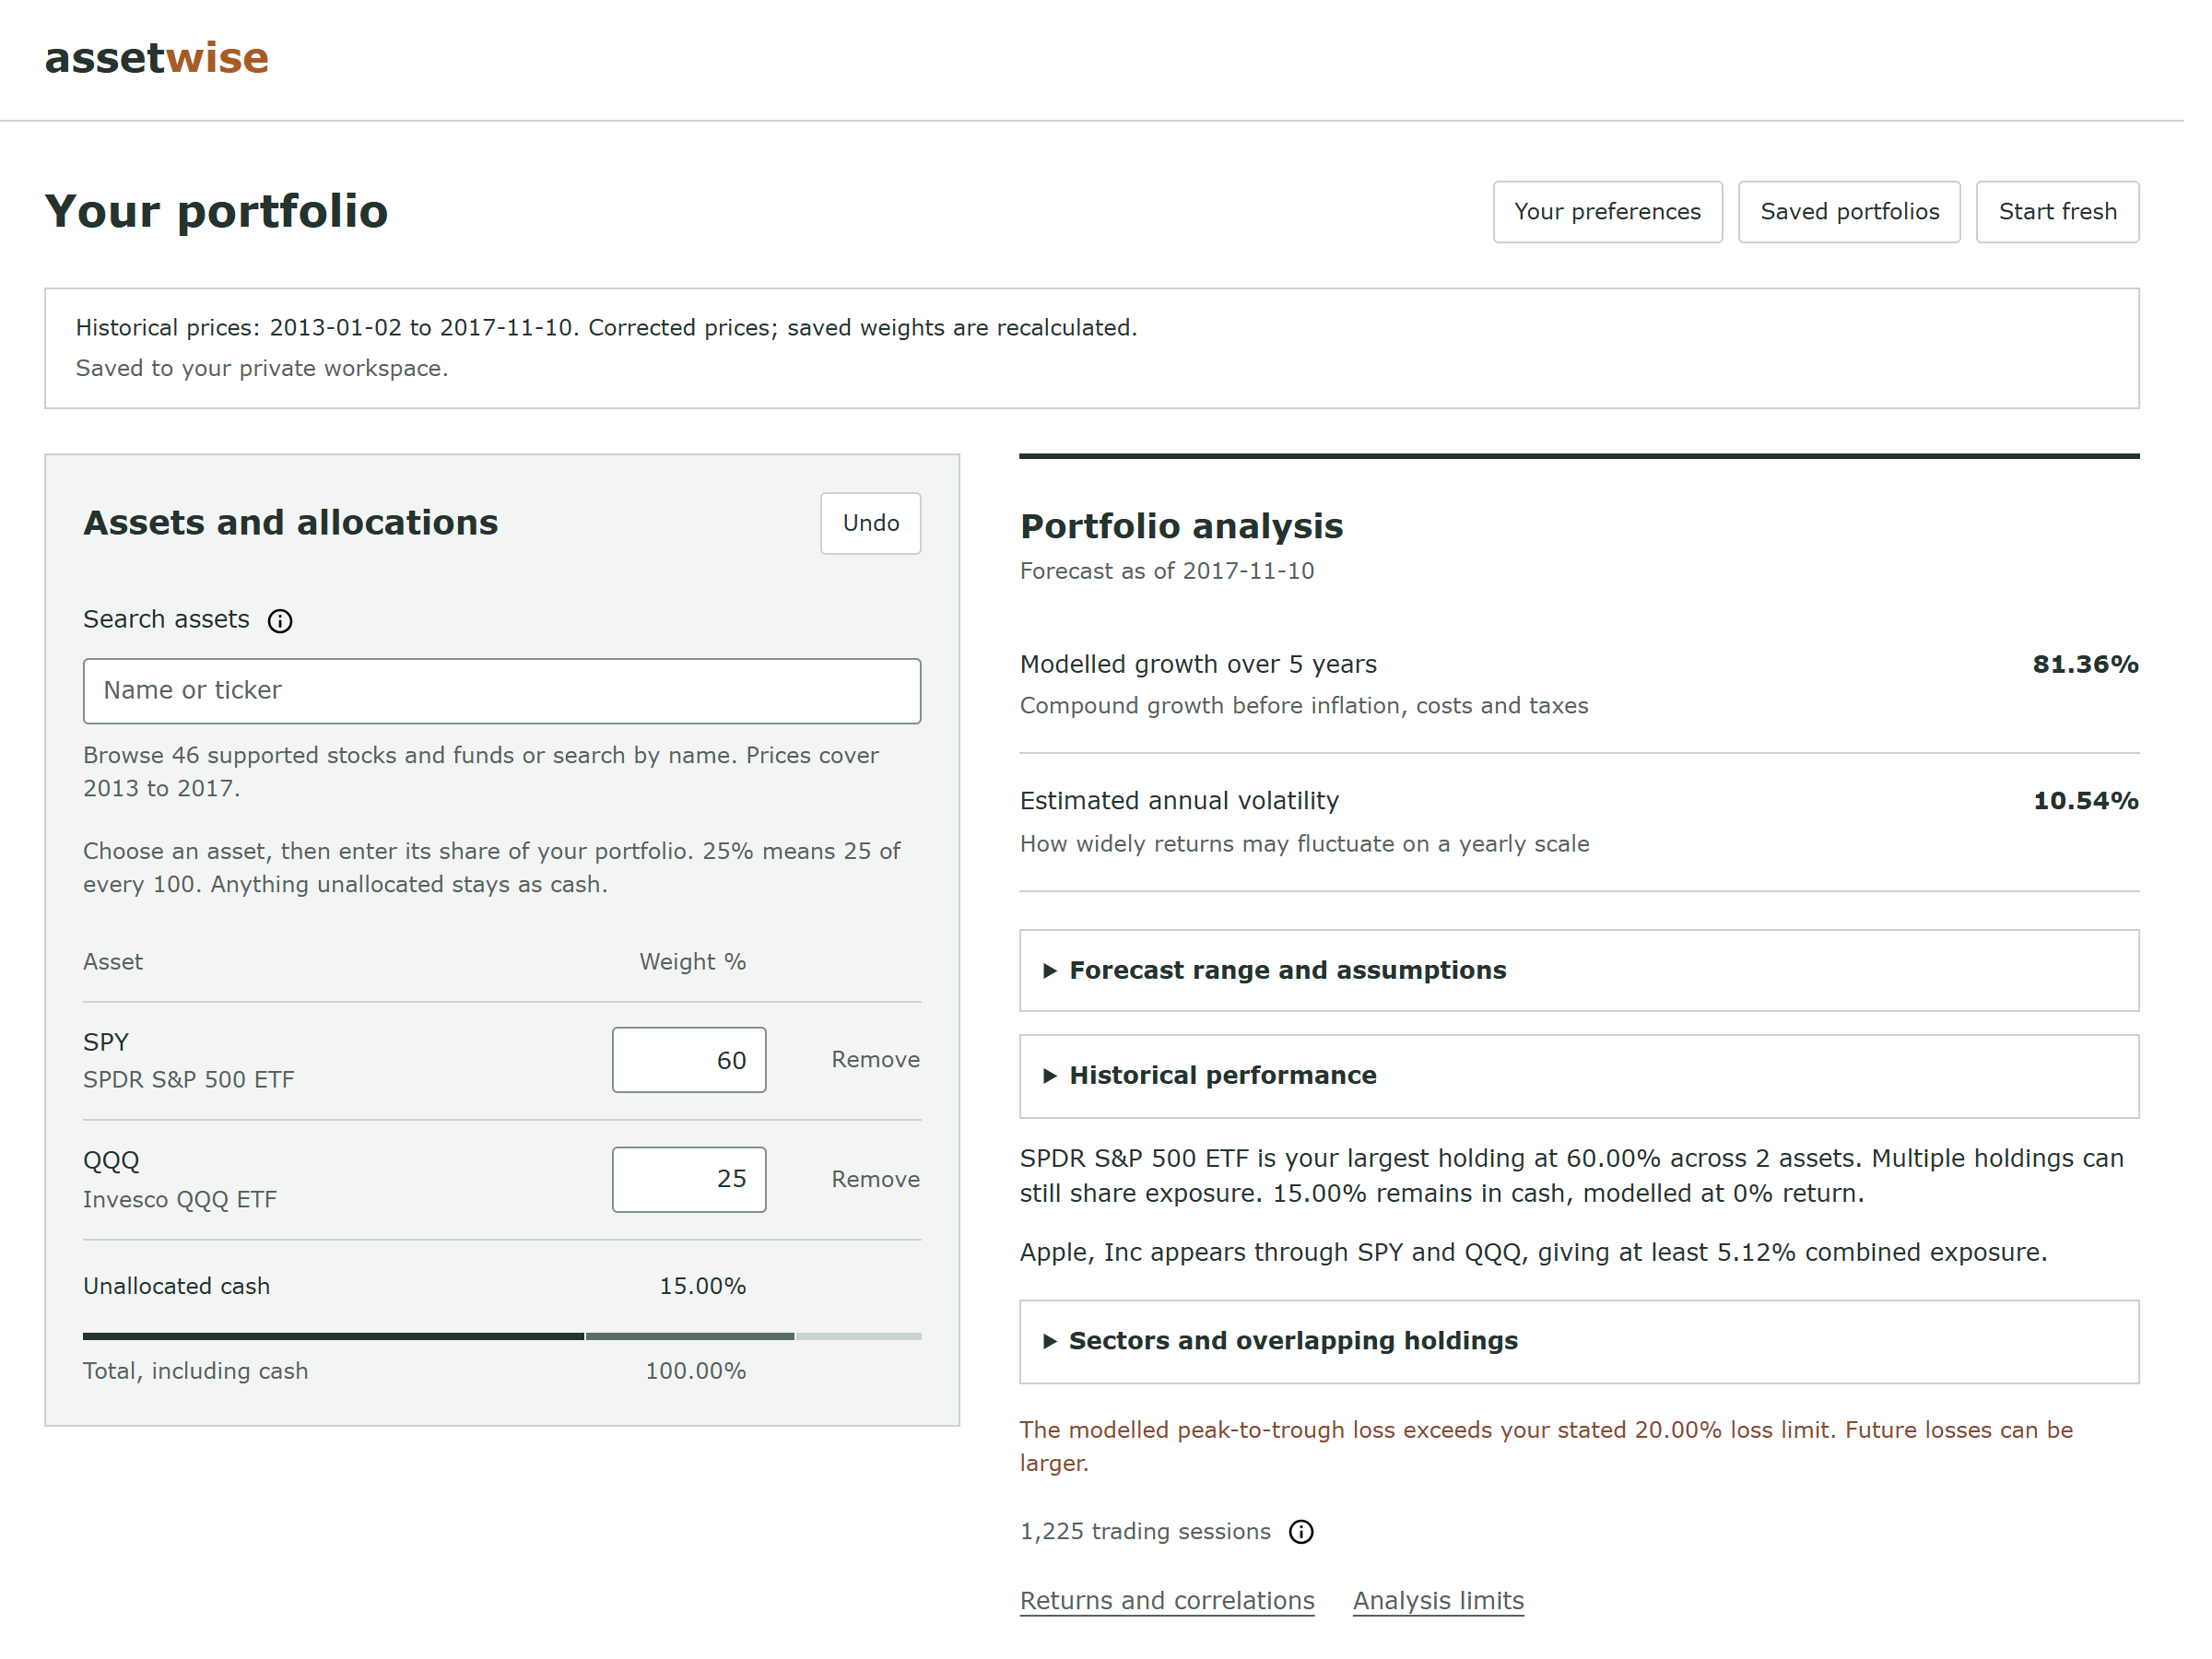 assetwise
Your portfolio
Your preferences
Saved portfolios
Start fresh
Historical prices: 2013-01-02 to 2017-11-10. Corrected prices; saved weights are recalculated.
Saved to your private workspace.
Assets and allocations
Undo
Search assets
Name or ticker
Browse 46 supported stocks and funds or search by name. Prices cover
2013 to 2017.
Choose an asset, then enter its share of your portfolio. 25% means 25 of
every 100. Anything unallocated stays as cash.
Asset Weight %
SPY
SPDR S&P 500 ETF
60
Remove
QQQ
Invesco QQQ ETF
25
Remove
Unallocated cash 15.00%
Total, including cash 100.00%
Portfolio analysis
Forecast as of 2017-11-10
Modelled growth over 5 years 81.36%
Compound growth before inflation, costs and taxes
Estimated annual volatility 10.54%
How widely returns may fluctuate on a yearly scale
Forecast range and assumptions
Historical performance
SPDR S&P 500 ETF is your largest holding at 60.00% across 2 assets. Multiple holdings can
still share exposure. 15.00% remains in cash, modelled at 0% return.
Apple, Inc appears through SPY and QQQ, giving at least 5.12% combined exposure.
Sectors and overlapping holdings
The modelled peak-to-trough loss exceeds your stated 20.00% loss limit. Future losses can be
larger.
1,225 trading sessions
Returns and correlations Analysis limits